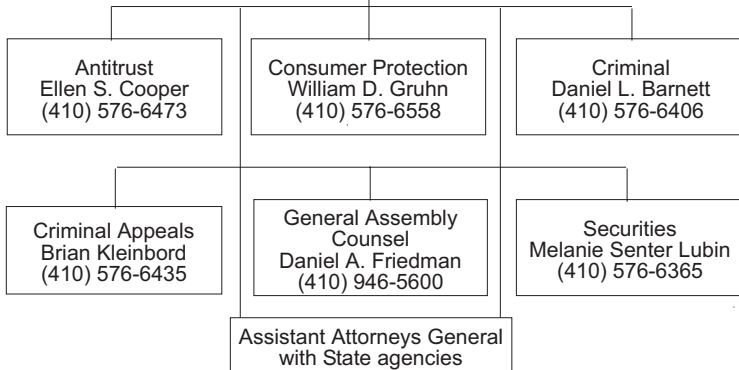 Antitrust
Ellen S. Cooper
(410) 576-6473
Consumer Protection
William D. Gruhn
(410) 576-6558
Criminal
Daniel L. Barnett
(410) 576-6406
Criminal Appeals
Brian Kleinbord
(410) 576-6435
General Assembly
Counsel
Daniel A. Friedman
(410) 946-5600
Securities
Melanie Senter Lubin
(410) 576-6365
Assistant Attorneys General
with State agencies